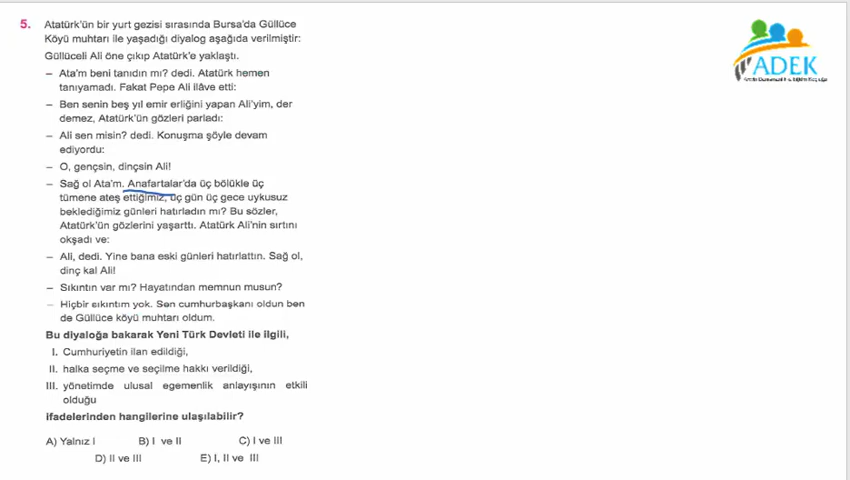 5. Atatürk'ün bir yurt gezisi sırasında Bursa'da Güllüce
Köyü muhtarı ile yaşadığı diyalog aşağıda verilmiştir:
Güllüceli Ali öne çıkıp Atatürk'e yaklaştı.
– Ata'm beni tanıdın mı? dedi. Atatürk hemen
tanıyamadı. Fakat Pepe Ali ilâve etti:
– Ben senin beş yıl emir erliğini yapan Ali'yim, der
demez, Atatürk'ün gözleri parladı:
– Ali sen misin? dedi. Konuşma şöyle devam
ediyordu:
– O, gençsin, dinçsin Ali!
– Sağ ol Ata'm. Anafartalar'da üç bölükle üç
tümene ateş ettiğimiz, üç gün üç gece uykusuz
beklediğimiz günleri hatırladın mı? Bu sözler,
Atatürk'ün gözlerini yaşarttı. Atatürk Ali'nin sırtını
okşadı ve:
– Ali, dedi. Yine bana eski günleri hatırlattın. Sağ ol,
dinç kal Ali!
– Sıkıntın var mı? Hayatından memnun musun?
– Hiçbir sıkıntım yok. Sen cumhurbaşkanı oldun ben
de Güllüce köyü muhtarı oldum.
Bu diyaloğa bakarak Yeni Türk Devleti ile ilgili,
I. Cumhuriyetin ilan edildiği,
II. halka seçme ve seçilme hakkı verildiği,
III. yönetimde ulusal egemenlik anlayışının etkili
olduğu
ifadelerinden hangilerine ulaşılabilir?
A) Yalnız I B) I ve II C) I ve III
D) II ve III E) I, II ve III
ADEK